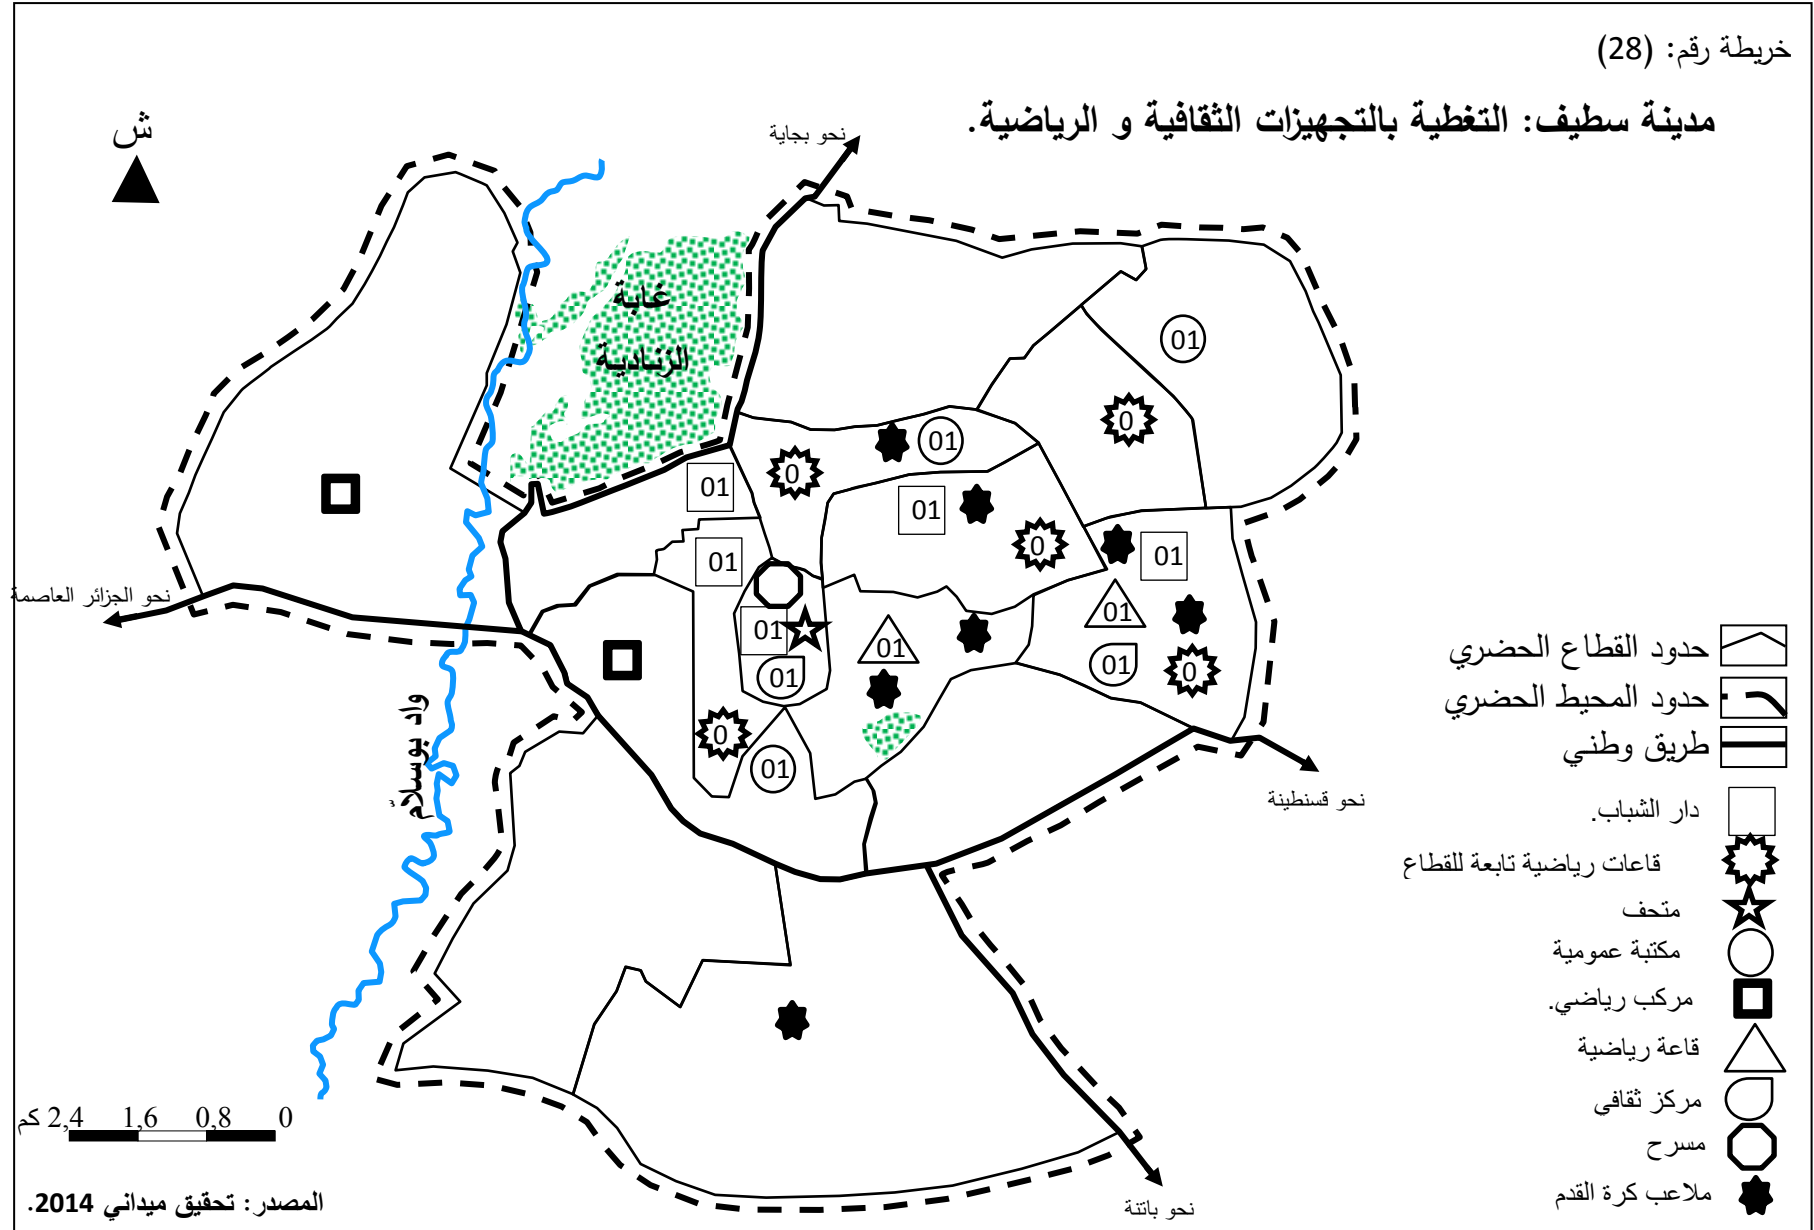 خريطة رقم: (28)
مدينة سطيف: التغطية بالتجهيزات الثقافية و الرياضية.
ش
نحو بجاية
غابة
الزنادية
01
0
01
0
01
01
0
01
01
0
01
01
01
01
01
01
0
0
01
نحو الجزائر العاصمة
واد بوسلام
نحو قسنطينة
نحو باتنة
حدود القطاع الحضري
حدود المحيط الحضري
طريق وطني
دار الشباب.
قاعات رياضية تابعة للقطاع
متحف
مكتبة عمومية
مركب رياضي.
قاعة رياضية
مركز ثقافي
مسرح
ملاعب كرة القدم
0 0,8 1,6 2,4 كم
المصدر: تحقيق ميداني 2014.